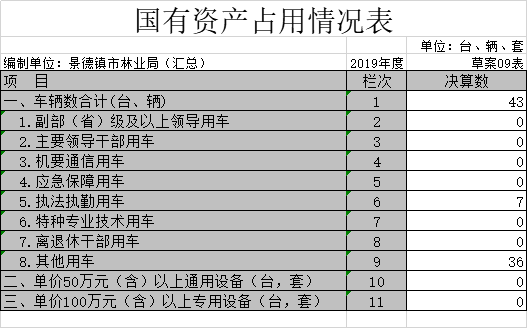 国有资产占用情况表
单位：台、辆、套
编制单位：景德镇市林业局（汇总） 2019年度 草案09表
项　目 栏次 决算数
一、车辆数合计(台、辆) 1 43
1.副部（省）级及以上领导用车 2 0
2.主要领导干部用车 3 0
3.机要通信用车 4 0
4.应急保障用车 5 0
5.执法执勤用车 6 7
6.特种专业技术用车 7 0
7.离退休干部用车 8 0
8.其他用车 9 36
二、单价50万元（含）以上通用设备（台，套） 10 0
三、单价100万元（含）以上专用设备（台，套） 11 0